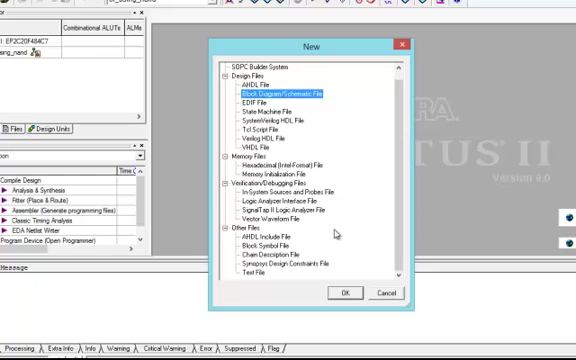 New
Combinational ALUTs
ALMs
EP2C20F484C7
SOPC Builder System
Design Files
AHDL File
Block Diagram/Schematic File
EDIF File
State Machine File
SystemVerilog HDL File
Tcl Script File
Verilog HDL File
VHDL File
Memory Files
Hexadecimal (Intel-Format) File
Memory Initialization File
Verification/Debugging Files
In-System Sources and Probes File
Logic Analyzer Interface File
SignalTap II Logic Analyzer File
Vector Waveform File
Other Files
AHDL Include File
Block Symbol File
Chain Description File
Synopsys Design Constraints File
Text File
OK
Cancel
Files
Design Units
Compile Design
Analysis & Synthesis
Fitter (Place & Route)
Assembler (Generate programming files)
Classic Timing Analysis
EDA Netlist Writer
Program Device (Open Programmer)
Message
Processing
Extra Info
Info
Warning
Critical Warning
Error
Suppressed
Flag
TUS II